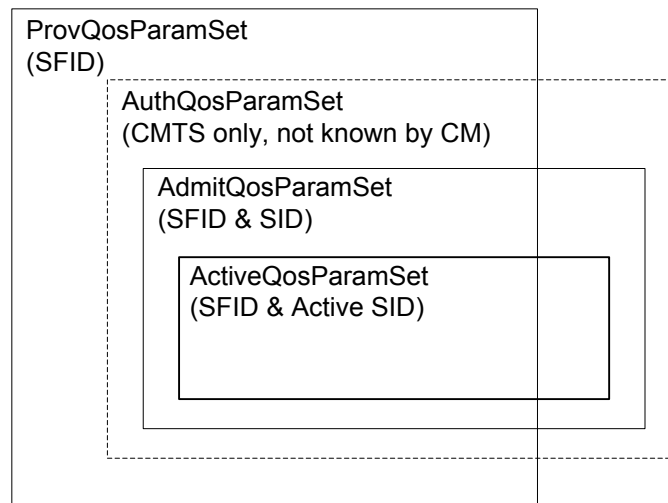 ProvQosParamSet
(SFID)
AuthQosParamSet
(CMTS only, not known by CM)
AdmitQosParamSet
(SFID & SID)
ActiveQosParamSet
(SFID & Active SID)